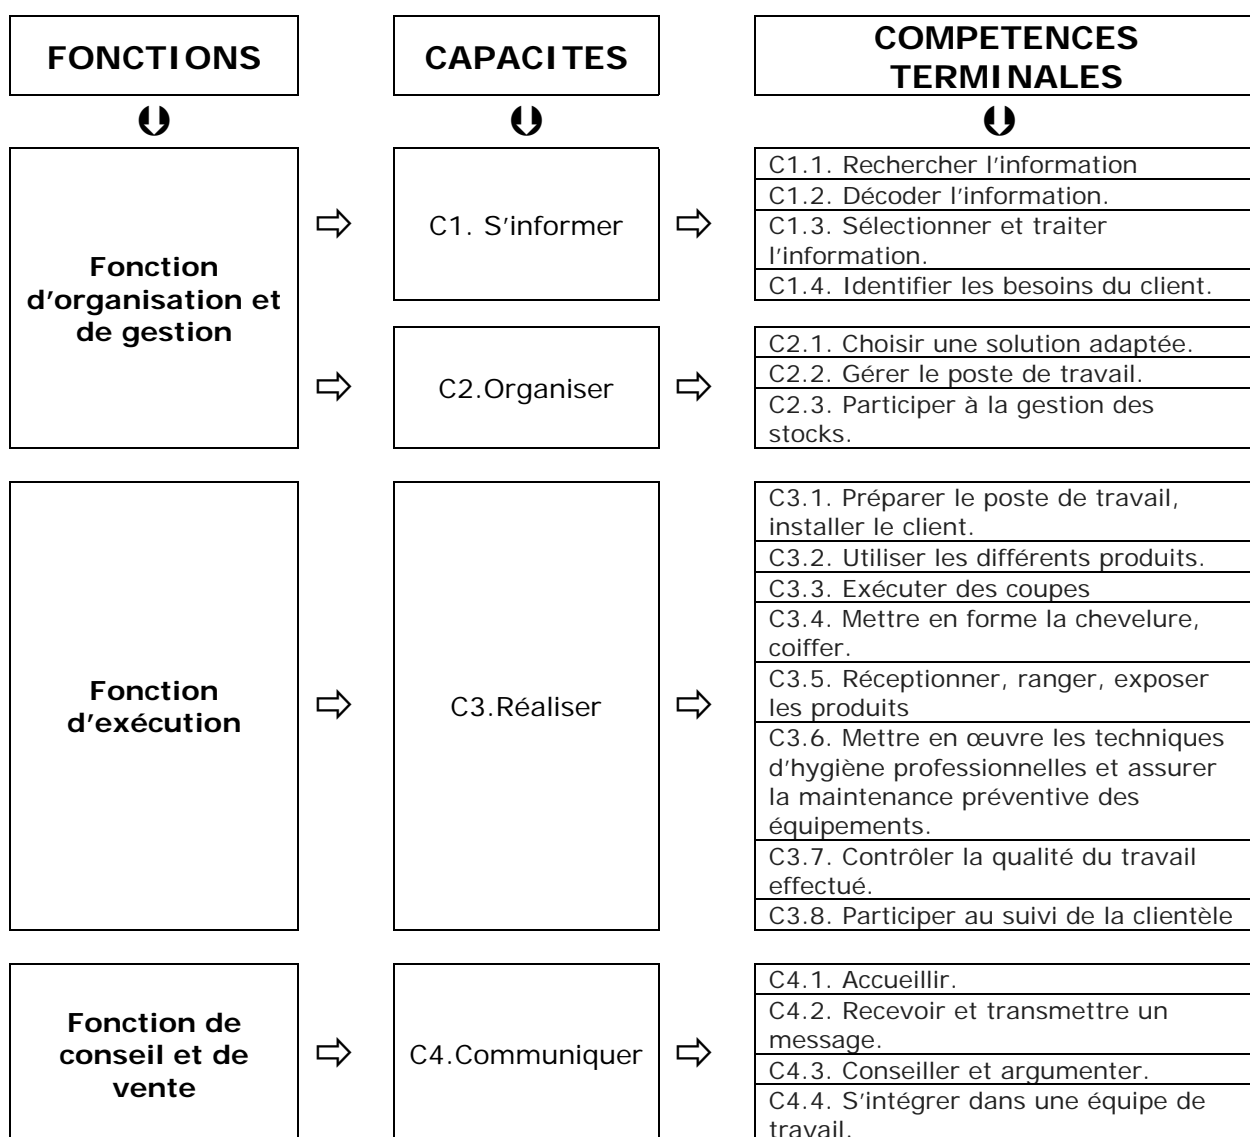 FONCTIONS
CAPACITES
COMPETENCES
TERMINALES
Fonction
d'organisation et
de gestion
C1. S'informer
C1.1. Rechercher l'information
C1.2. Décoder l'information.
C1.3. Sélectionner et traiter
l'information.
C1.4. Identifier les besoins du client.
C2.Organiser
C2.1. Choisir une solution adaptée.
C2.2. Gérer le poste de travail.
C2.3. Participer à la gestion des
stocks.
Fonction
d'exécution
C3.Réaliser
C3.1. Préparer le poste de travail,
installer le client.
C3.2. Utiliser les différents produits.
C3.3. Exécuter des coupes
C3.4. Mettre en forme la chevelure,
coiffer.
C3.5. Réceptionner, ranger, exposer
les produits
C3.6. Mettre en œuvre les techniques
d'hygiène professionnelles et assurer
la maintenance préventive des
équipements.
C3.7. Contrôler la qualité du travail
effectué.
C3.8. Participer au suivi de la clientèle
Fonction de
conseil et de
vente
C4.Communiquer
C4.1. Accueillir.
C4.2. Recevoir et transmettre un
message.
C4.3. Conseiller et argumenter.
C4.4. S'intégrer dans une équipe de
travail.